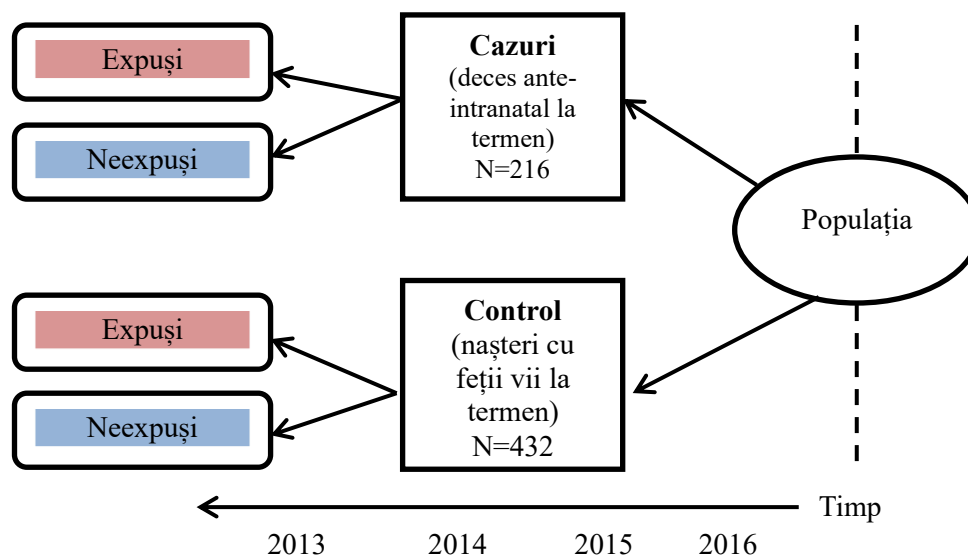 Expuși
Neexpuși
Cazuri
(deces ante-
intranatal la
termen)
N=216
Populația
Expuși
Neexpuși
Control
(nașteri cu
feții vii la
termen)
N=432
Timp
2013 2014 2015 2016